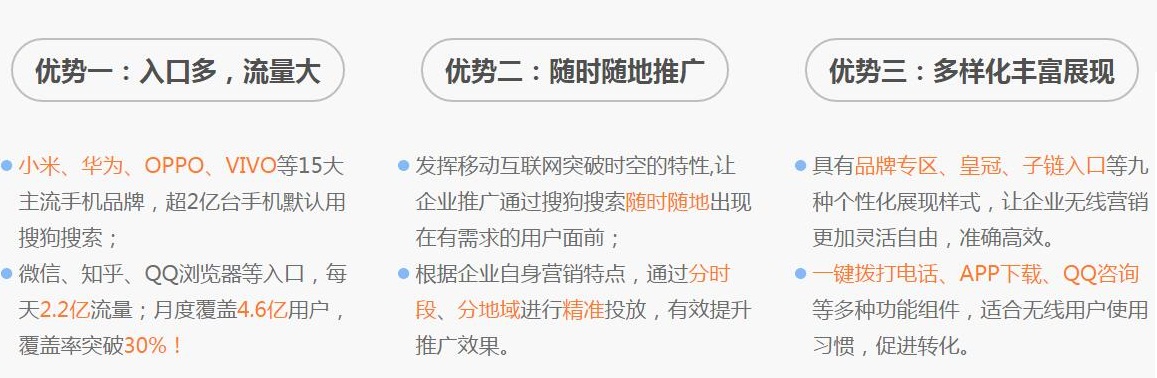 优势一：入口多，流量大
小米、华为、OPPO、VIVO等15大
主流手机品牌，超2亿台手机默认用
搜狗搜索；
微信、知乎、QQ浏览器等入口，每
天2.2亿流量；月度覆盖4.6亿用户，
覆盖率突破30%！
优势二：随时随地推广
发挥移动互联网突破时空的特性,让
企业推广通过搜狗搜索随时随地出现
在有需求的用户面前；
根据企业自身营销特点，通过分时
段、分地域进行精准投放，有效提升
推广效果。
优势三：多样化丰富展现
具有品牌专区、皇冠、子链入口等九
种个性化展现样式，让企业无线营销
更加灵活自由，准确高效。
一键拨打电话、APP下载、QQ咨询
等多种功能组件，适合无线用户使用
习惯，促进转化。